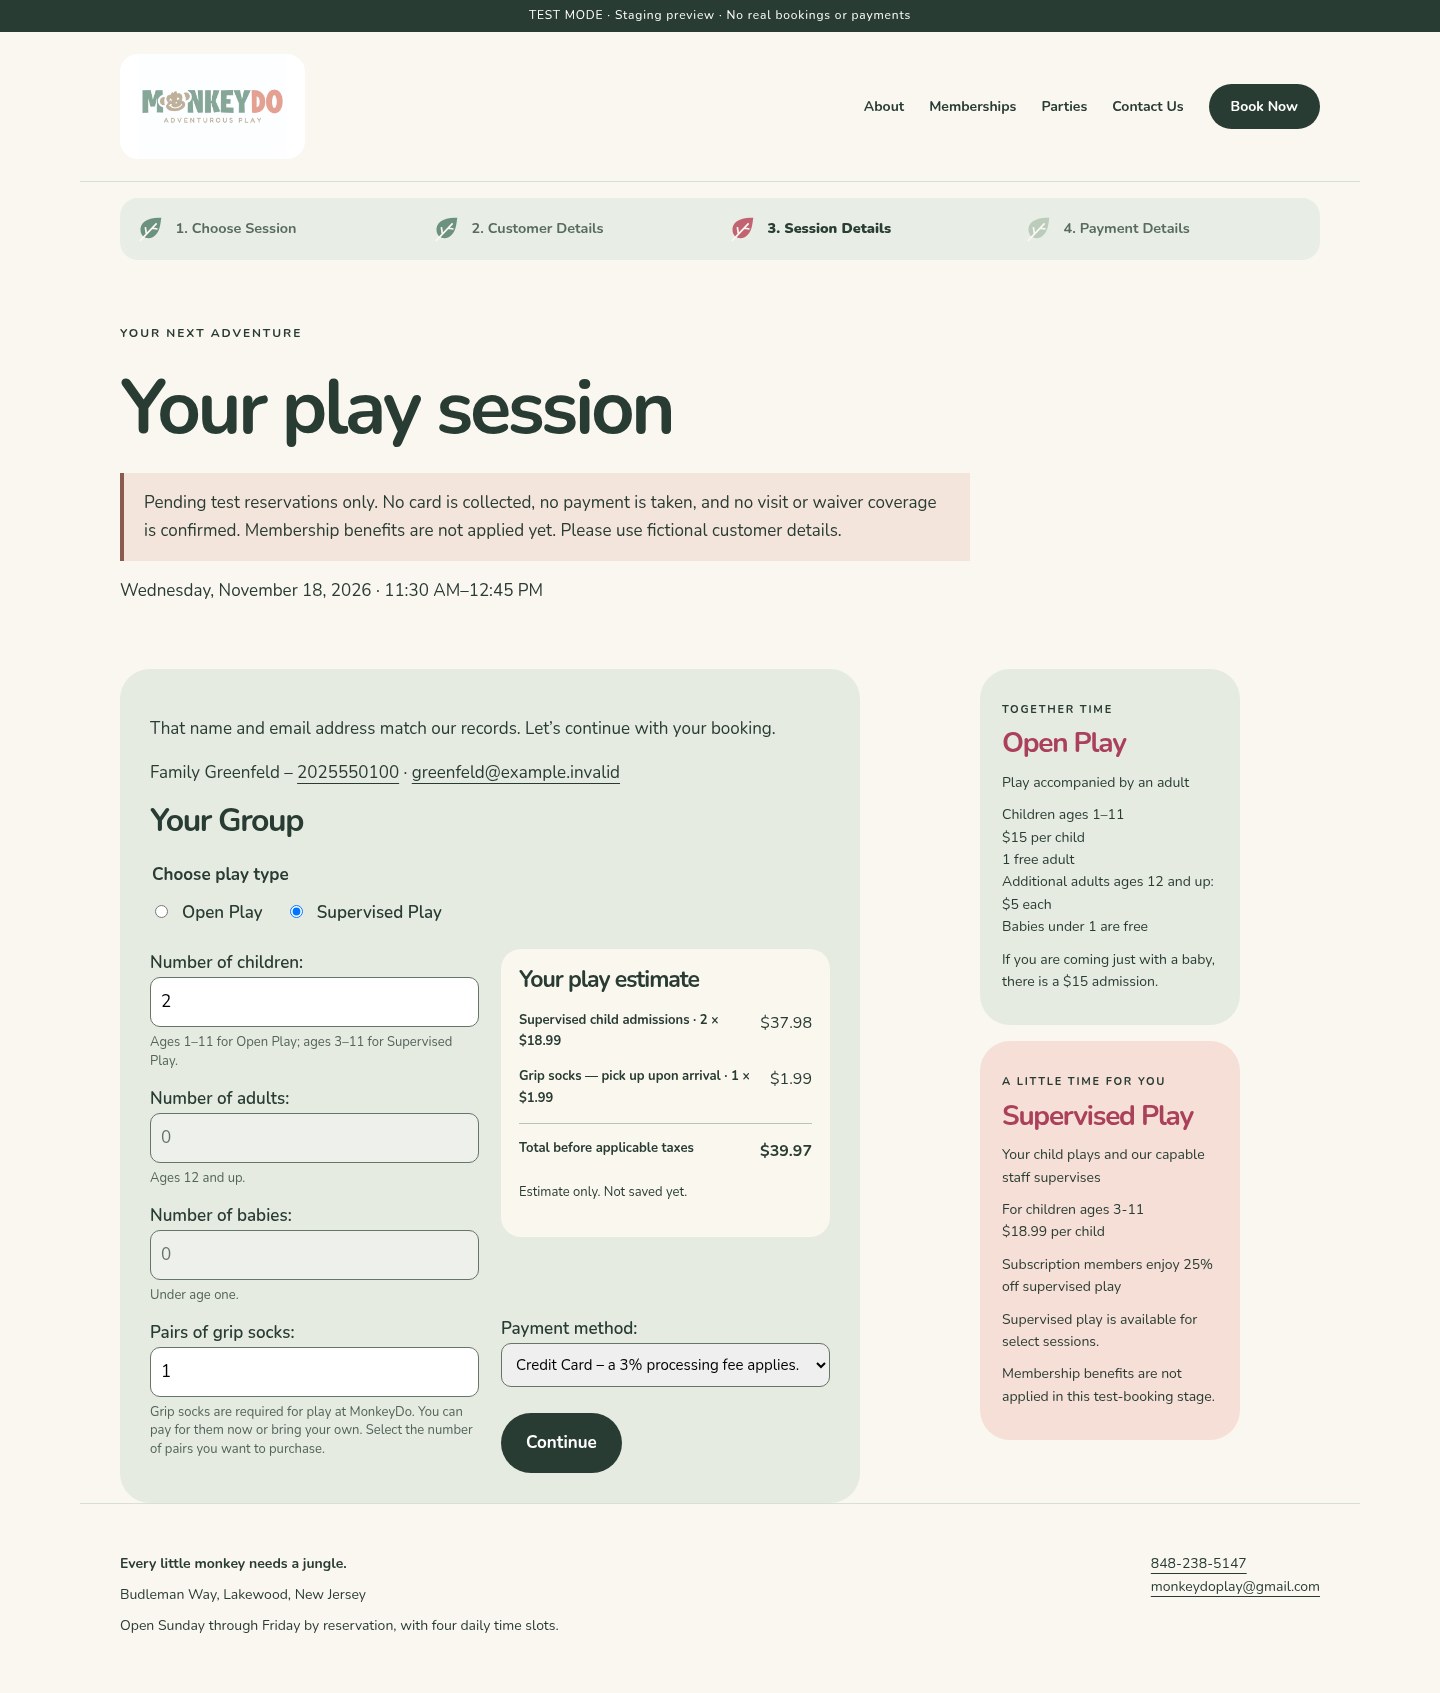 TEST MODE · Staging preview · No real bookings or payments
MONKEYDO
ADVENTUROUS PLAY
About
Memberships
Parties
Contact Us
Book Now
1. Choose Session
2. Customer Details
3. Session Details
4. Payment Details
YOUR NEXT ADVENTURE
Your play session
Pending test reservations only. No card is collected, no payment is taken, and no visit or waiver coverage
is confirmed. Membership benefits are not applied yet. Please use fictional customer details.
Wednesday, November 18, 2026 · 11:30 AM–12:45 PM
That name and email address match our records. Let’s continue with your booking.
Family Greenfeld – 2025550100 · greenfeld@example.invalid
Your Group
Choose play type
Open Play
Supervised Play
Number of children:
2
Ages 1–11 for Open Play; ages 3–11 for Supervised
Play.
Number of adults:
0
Ages 12 and up.
Number of babies:
0
Under age one.
Pairs of grip socks:
1
Grip socks are required for play at MonkeyDo. You can
pay for them now or bring your own. Select the number
of pairs you want to purchase.
Your play estimate
Supervised child admissions · 2 × $37.98
$18.99
Grip socks — pick up upon arrival · 1 × $1.99
$1.99
Total before applicable taxes $39.97
Estimate only. Not saved yet.
Payment method:
Credit Card – a 3% processing fee applies.
Continue
TOGETHER TIME
Open Play
Play accompanied by an adult
Children ages 1–11
$15 per child
1 free adult
Additional adults ages 12 and up:
$5 each
Babies under 1 are free
If you are coming just with a baby,
there is a $15 admission.
A LITTLE TIME FOR YOU
Supervised Play
Your child plays and our capable
staff supervises
For children ages 3-11
$18.99 per child
Subscription members enjoy 25%
off supervised play
Supervised play is available for
select sessions.
Membership benefits are not
applied in this test-booking stage.
Every little monkey needs a jungle.
Budleman Way, Lakewood, New Jersey
Open Sunday through Friday by reservation, with four daily time slots.
848-238-5147
monkeydoplay@gmail.com